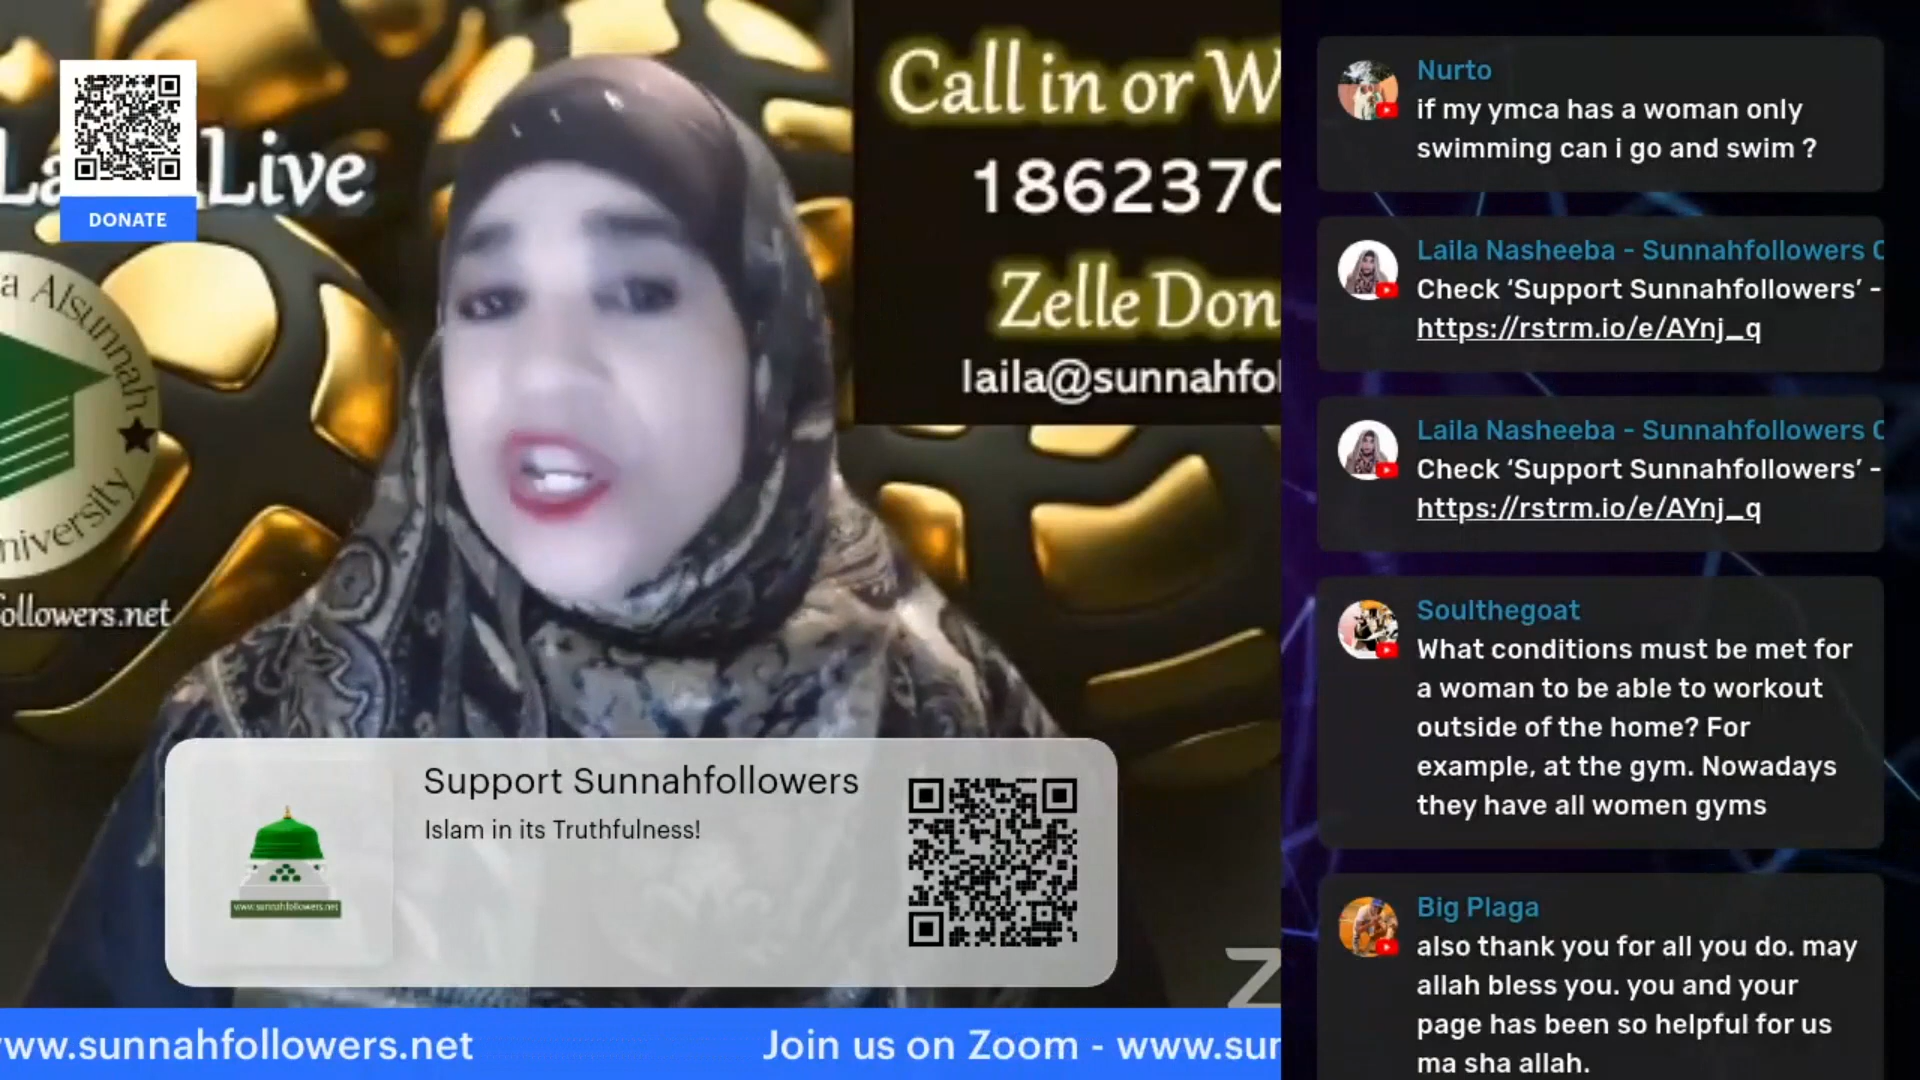 DONATE
Live
a Alsunnah
niversity
followers.net
Call in or W
1862370
Zelle Don
laila@sunnahfol
Support Sunnahfollowers
Islam in its Truthfulness!
www.sunnahfollowers.net
www.sunnahfollowers.net
Join us on Zoom - www.sur
Nurto
if my ymca has a woman only
swimming can i go and swim ?
Laila Nasheeba - Sunnahfollowers C
Check ‘Support Sunnahfollowers’ -
https://rstrm.io/e/AYnj_q
Laila Nasheeba - Sunnahfollowers C
Check ‘Support Sunnahfollowers’ -
https://rstrm.io/e/AYnj_q
Soulthegoat
What conditions must be met for
a woman to be able to workout
outside of the home? For
example, at the gym. Nowadays
they have all women gyms
Big Plaga
also thank you for all you do. may
allah bless you. you and your
page has been so helpful for us
ma sha allah.